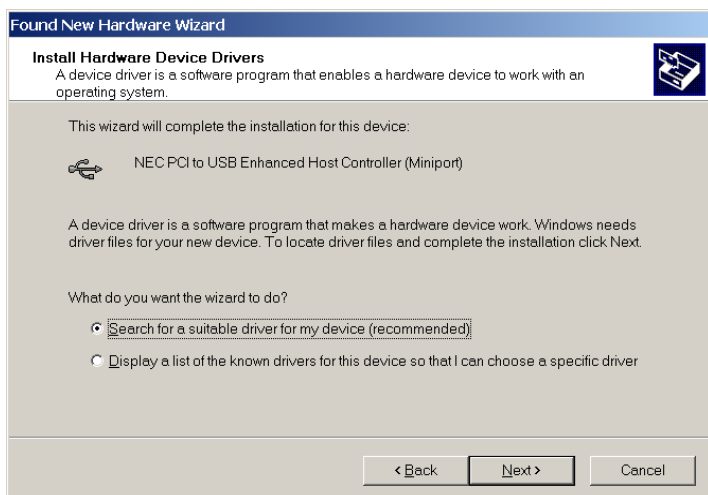 Found New Hardware Wizard
Install Hardware Device Drivers
A device driver is a software program that enables a hardware device to work with an
operating system.
This wizard will complete the installation for this device:
NEC PCI to USB Enhanced Host Controller (Miniport)
A device driver is a software program that makes a hardware device work. Windows needs
driver files for your new device. To locate driver files and complete the installation click Next.
What do you want the wizard to do?
Search for a suitable driver for my device (recommended)
Display a list of the known drivers for this device so that I can choose a specific driver
< Back Next > Cancel